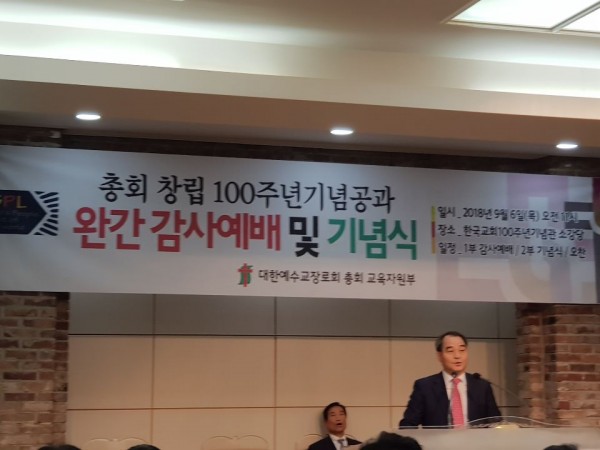 총회 창립 100주년기념공과
완간 감사예배 및 기념식
대한예수교장로회 총회 교육자원부
일시 _ 2018년 9월 6일(목) 오전 11시
장소 _ 한국교회100주년기념관 소강당
일정 _ 1부 감사예배 / 2부 기념식 / 오찬
GPL